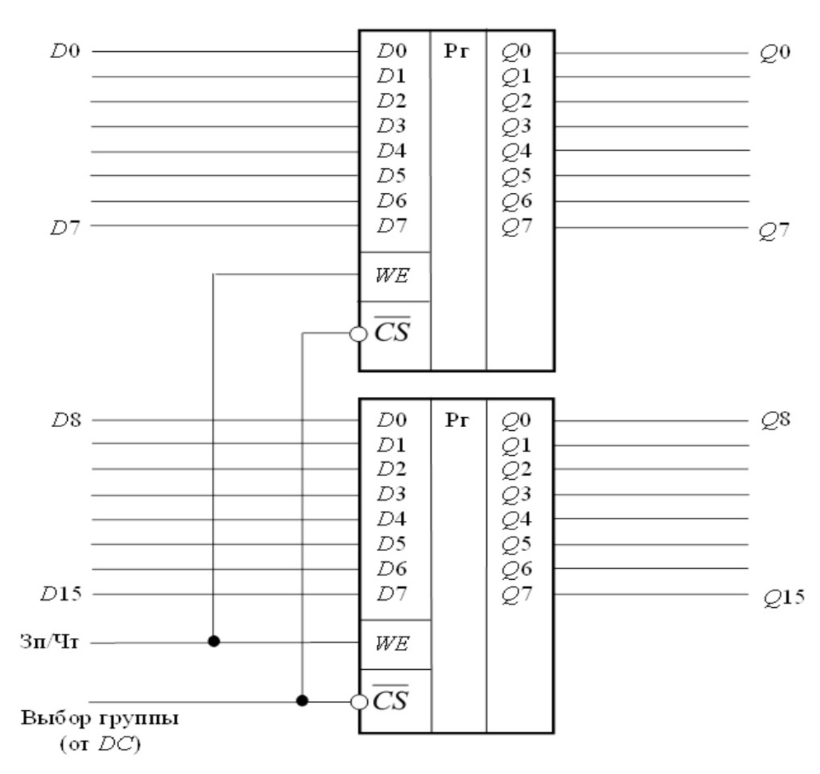 D0 D0 Рг Q0 Q0
D1 Q1
D2 Q2
D3 Q3
D4 Q4
D5 Q5
D6 Q6
D7 D7 Q7 Q7
WE
CS
D8 D0 Рг Q0 Q8
D1 Q1
D2 Q2
D3 Q3
D4 Q4
D5 Q5
D6 Q6
D15 D7 Q7 Q15
Зп/Чт WE
CS
Выбор группы
(от DC)